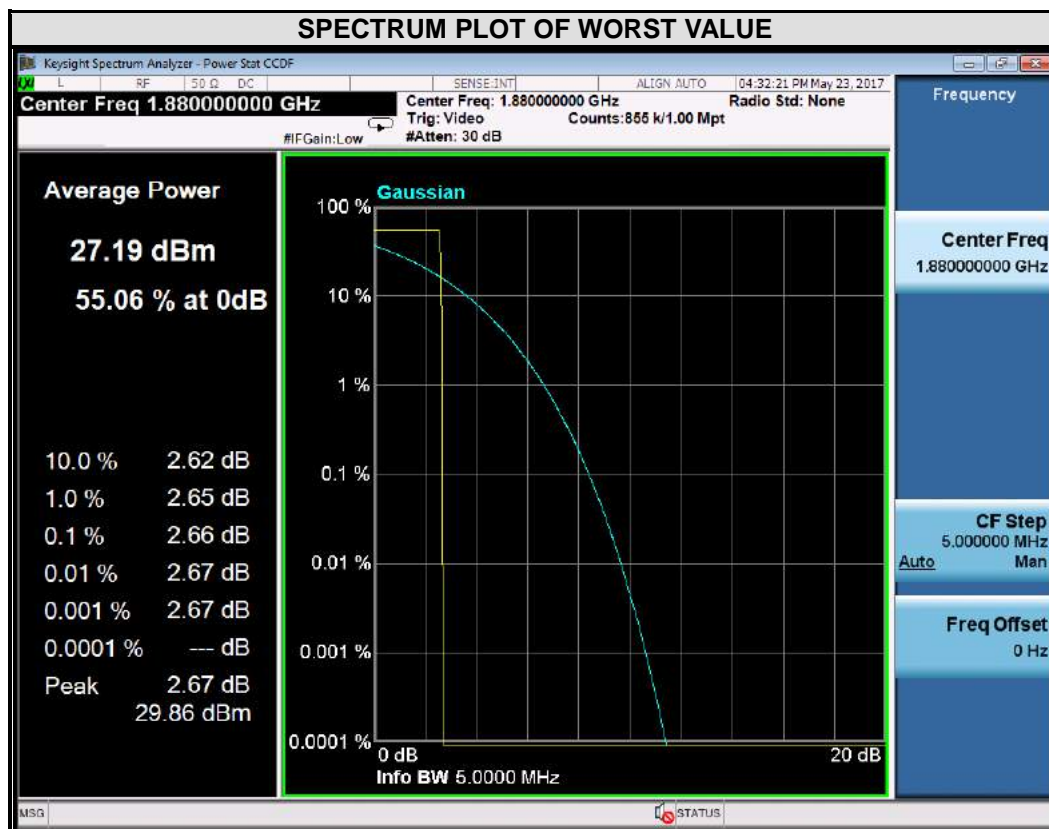 SPECTRUM PLOT OF WORST VALUE
Keysight Spectrum Analyzer - Power Stat CCDF
L RF 50 Ω DC SENSE:INT ALIGN AUTO 04:32:21 PM May 23, 2017
Center Freq 1.880000000 GHz
Center Freq: 1.880000000 GHz Radio Std: None
Trig: Video Counts:855 k/1.00 Mpt
#IFGain:Low #Atten: 30 dB
Frequency
Average Power
27.19 dBm
55.06 % at 0dB
10.0 % 2.62 dB
1.0 % 2.65 dB
0.1 % 2.66 dB
0.01 % 2.67 dB
0.001 % 2.67 dB
0.0001 % --- dB
Peak 2.67 dB
29.86 dBm
Gaussian
100 %
10 %
1 %
0.1 %
0.01 %
0.001 %
0.0001 %
0 dB 20 dB
Info BW 5.0000 MHz
Center Freq
1.880000000 GHz
CF Step
5.000000 MHz
Auto Man
Freq Offset
0 Hz
MSG STATUS